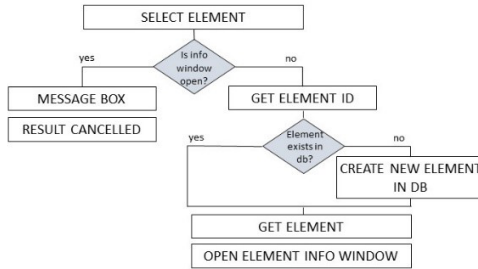 SELECT ELEMENT
Is info
window
open?
yes
no
MESSAGE BOX
GET ELEMENT ID
RESULT CANCELLED
Element
exists in
db?
yes
no
CREATE NEW ELEMENT
IN DB
GET ELEMENT
OPEN ELEMENT INFO WINDOW